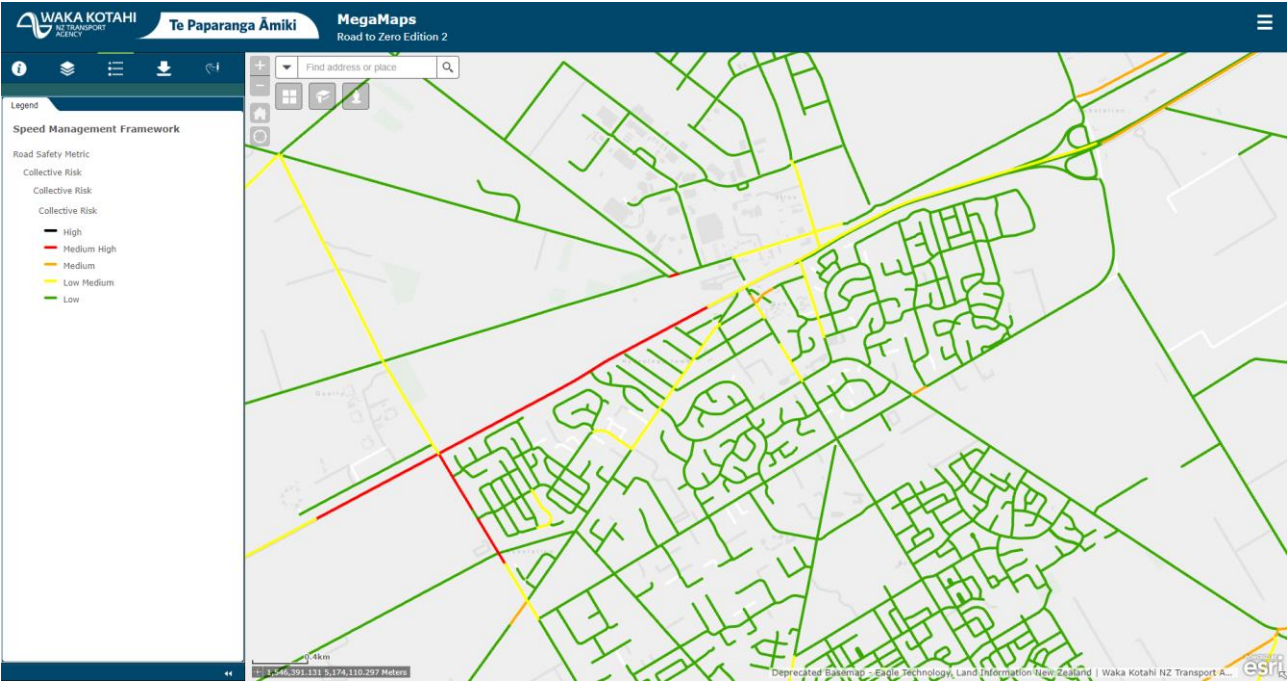 WAKA KOTAHI
NZ TRANSPORT
AGENCY
Te Paparanga Āmiki
MegaMaps
Road to Zero Edition 2
Find address or place
Legend
Speed Management Framework
Road Safety Metric
Collective Risk
Collective Risk
Collective Risk
High
Medium High
Medium
Low Medium
Low
0.4km
1,546,391.131 5,174,110.297 Meters
Deprecated Basemap - Eagle Technology, Land Information New Zealand | Waka Kotahi NZ Transport A...
esri